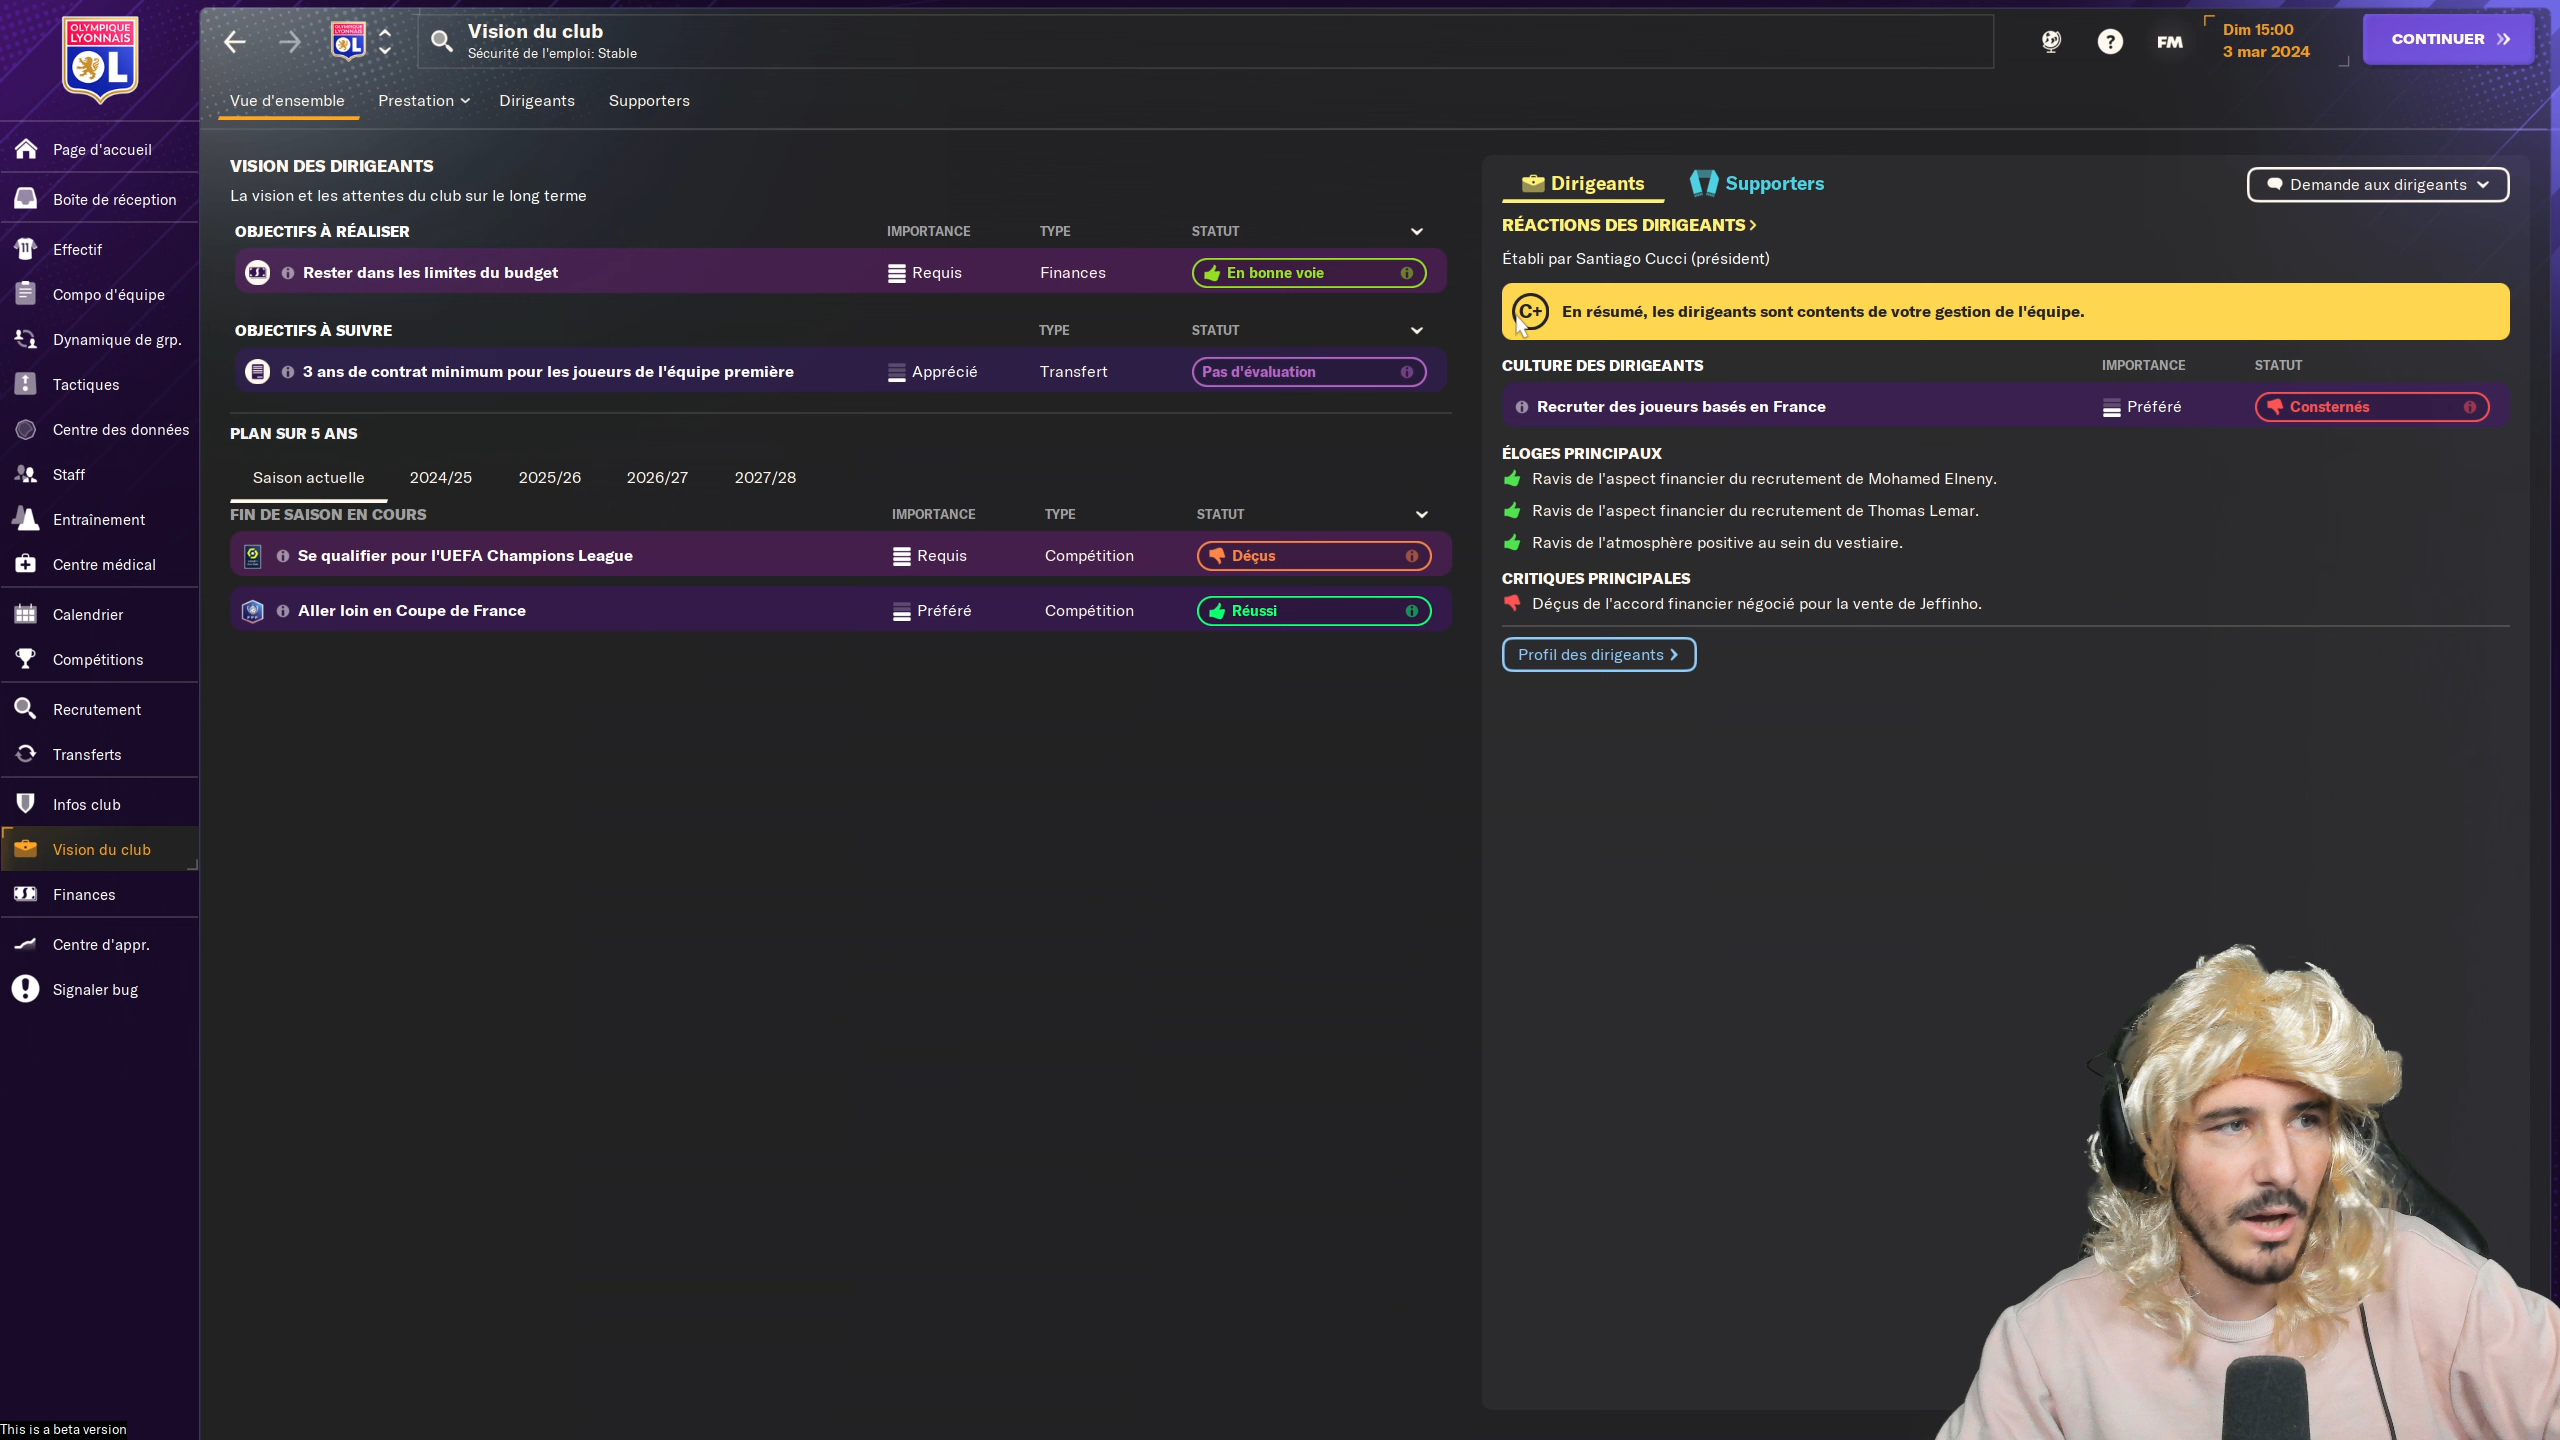 OLYMPIQUE
LYONNAIS
OL
Vision du club
Sécurité de l'emploi: Stable
FM
Dim 15:00
3 mar 2024
CONTINUER
Vue d'ensemble
Prestation
Dirigeants
Supporters
Page d'accueil
Boîte de réception
Effectif
Compo d'équipe
Dynamique de grp.
Tactiques
Centre des données
Staff
Entraînement
Centre médical
Calendrier
Compétitions
Recrutement
Transferts
Infos club
Vision du club
Finances
Centre d'appr.
Signaler bug
This is a beta version
VISION DES DIRIGEANTS
La vision et les attentes du club sur le long terme
OBJECTIFS À RÉALISER IMPORTANCE TYPE STATUT
Rester dans les limites du budget Requis Finances En bonne voie
OBJECTIFS À SUIVRE TYPE STATUT
3 ans de contrat minimum pour les joueurs de l'équipe première Apprécié Transfert Pas d'évaluation
PLAN SUR 5 ANS
Saison actuelle 2024/25 2025/26 2026/27 2027/28
FIN DE SAISON EN COURS IMPORTANCE TYPE STATUT
Se qualifier pour l'UEFA Champions League Requis Compétition Déçus
Aller loin en Coupe de France Préféré Compétition Réussi
Dirigeants
Supporters
Demande aux dirigeants
RÉACTIONS DES DIRIGEANTS
Établi par Santiago Cucci (président)
C+ En résumé, les dirigeants sont contents de votre gestion de l'équipe.
CULTURE DES DIRIGEANTS IMPORTANCE STATUT
Recruter des joueurs basés en France Préféré Consternés
ÉLOGES PRINCIPAUX
Ravis de l'aspect financier du recrutement de Mohamed Elneny.
Ravis de l'aspect financier du recrutement de Thomas Lemar.
Ravis de l'atmosphère positive au sein du vestiaire.
CRITIQUES PRINCIPALES
Déçus de l'accord financier négocié pour la vente de Jeffinho.
Profil des dirigeants